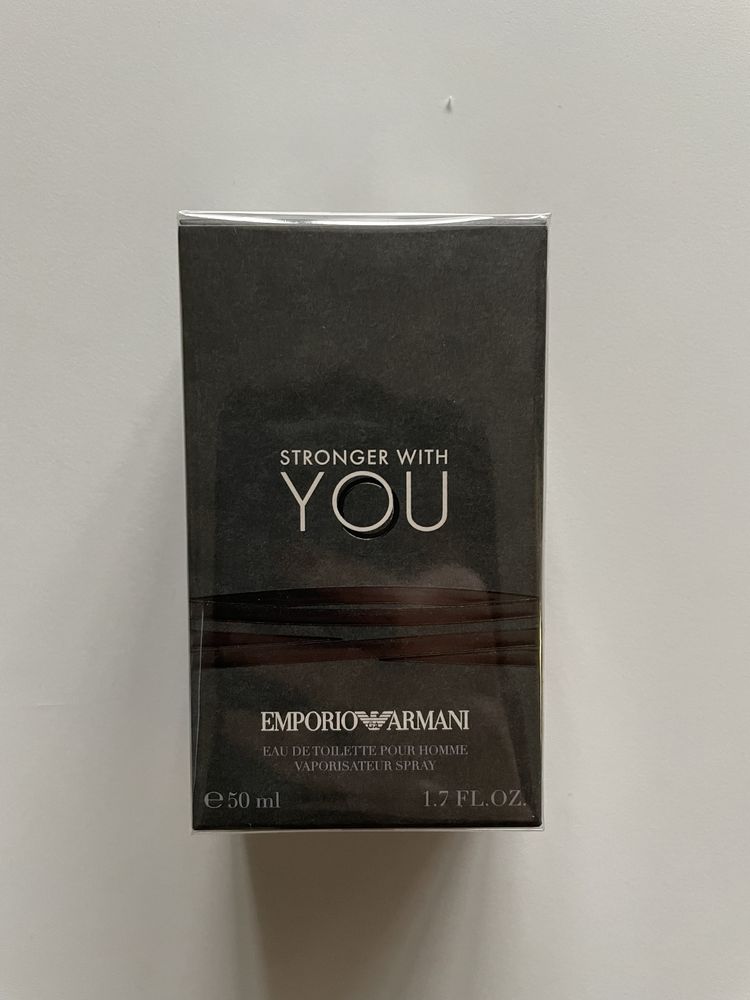 STRONGER WITH
YOU
EMPORIO ARMANI
EAU DE TOILETTE POUR HOMME
VAPORISATEUR SPRAY
℮ 50 ml 1.7 FL.OZ.